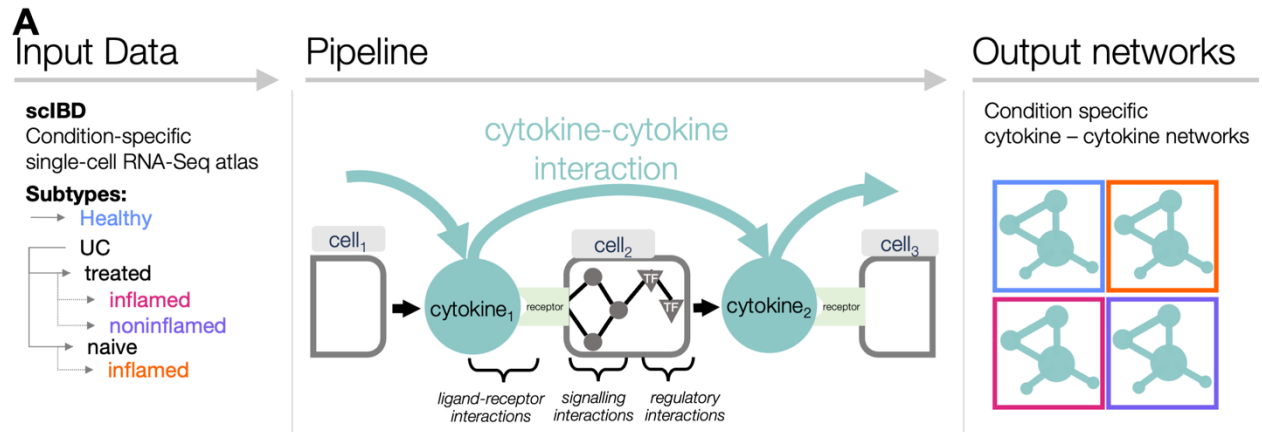 A
Input Data
Pipeline
Output networks
scIBD
Condition-specific
single-cell RNA-Seq atlas
Subtypes:
Healthy
UC
treated
inflamed
noninflamed
naive
inflamed
cytokine-cytokine
interaction
cell1
cell2
cell3
cytokine1
receptor
TF
TF
cytokine2
receptor
ligand-receptor
interactions
signalling
interactions
regulatory
interactions
Condition specific
cytokine – cytokine networks